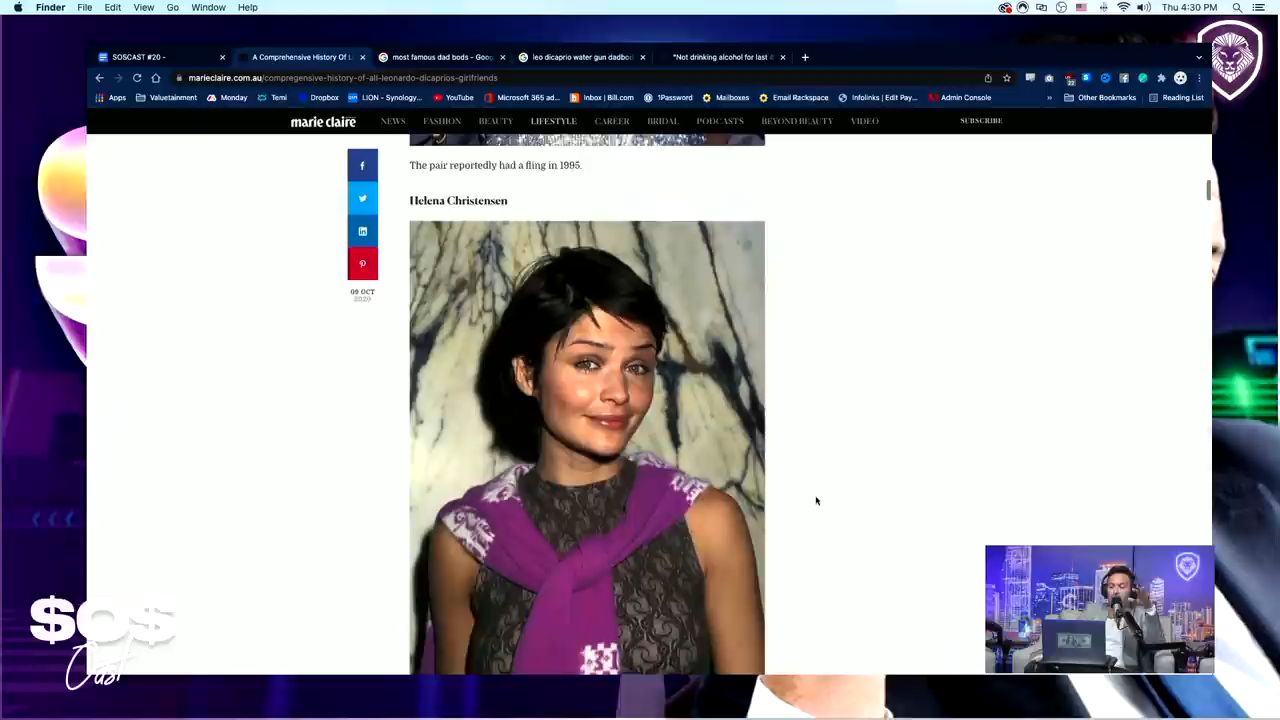 Finder File Edit View Go Window Help Thu 4:30 PM
SOSCAST #20 - A Comprehensive History Of L most famous dad bods - Goog leo dicaprio water gun dadbod "Not drinking alcohol for last
marieclaire.com.au/compregensive-history-of-all-leonardo-dicaprios-girlfriends
Apps Valuetainment Monday Temi Dropbox LION - Synology... YouTube Microsoft 365 ad... Inbox | Bill.com 1Password Mailboxes Email Rackspace Infolinks | Edit Pay... Admin Console » Other Bookmarks Reading List
marie claire NEWS FASHION BEAUTY LIFESTYLE CAREER BRIDAL PODCASTS BEYOND BEAUTY VIDEO SUBSCRIBE
The pair reportedly had a fling in 1995.
Helena Christensen
09 OCT
2020
$O$
Cast